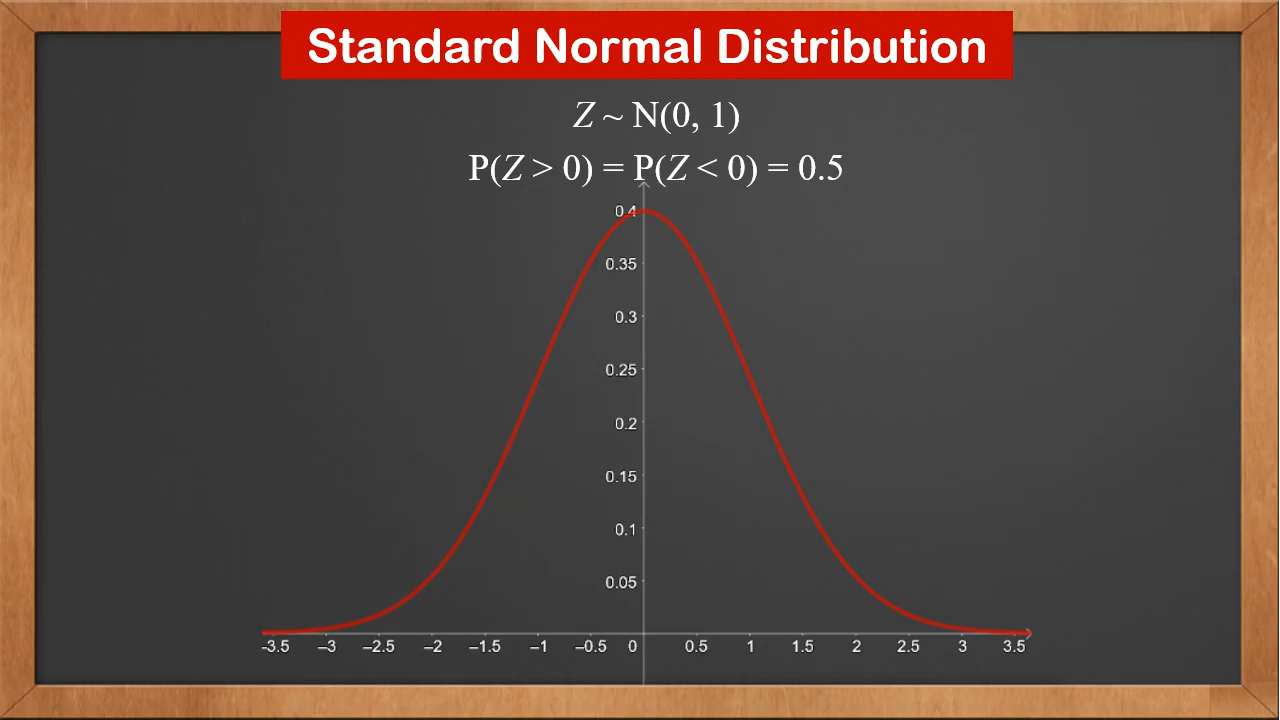 Standard Normal Distribution
Z ~ N(0, 1)
P(Z > 0) = P(Z < 0) = 0.5
0.4
0.35
0.3
0.25
0.2
0.15
0.1
0.05
–3.5 –3 –2.5 –2 –1.5 –1 –0.5 0 0.5 1 1.5 2 2.5 3 3.5